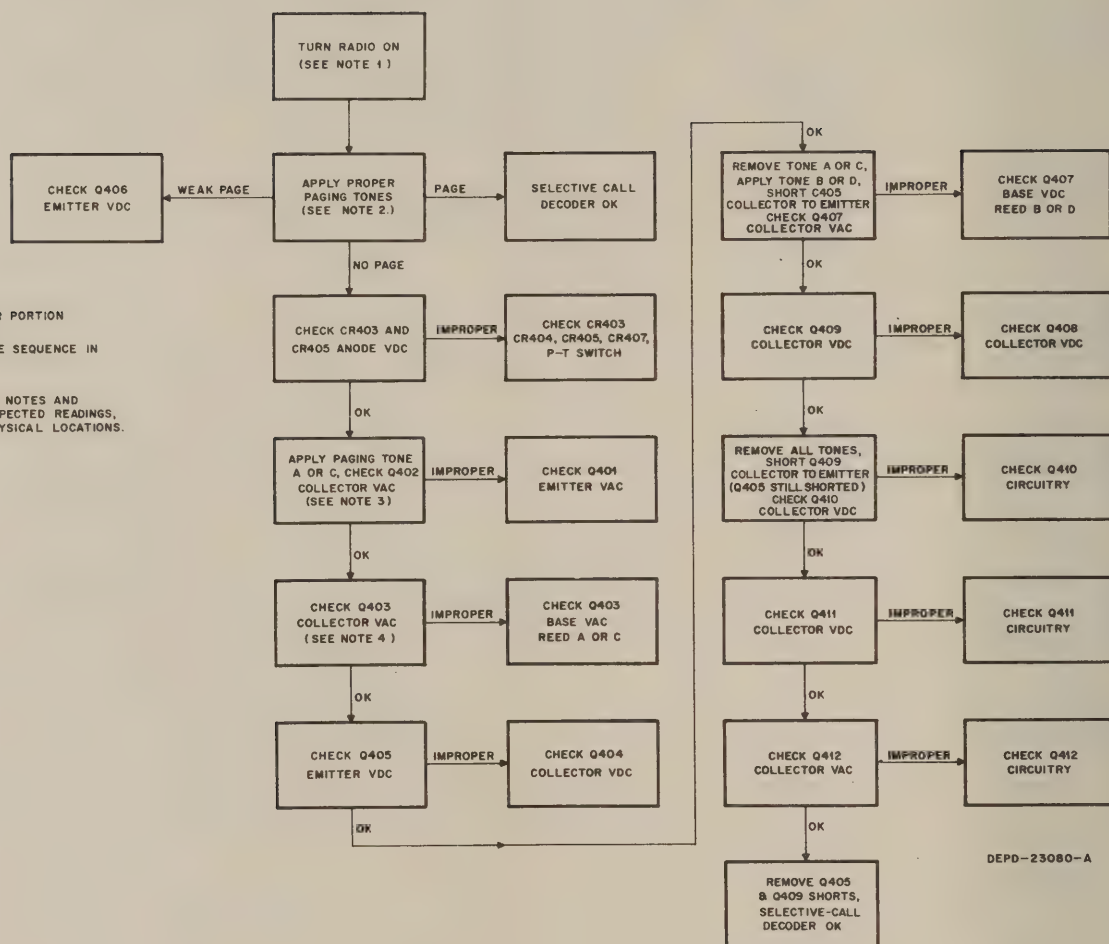 TURN RADIO ON
(SEE NOTE 1)
CHECK Q406
EMITTER VDC
WEAK PAGE
APPLY PROPER
PAGING TONES
(SEE NOTE 2.)
PAGE
SELECTIVE CALL
DECODER OK
NO PAGE
PORTION
E SEQUENCE IN
NOTES AND
PECTED READINGS,
YSICAL LOCATIONS.
CHECK CR403 AND
CR405 ANODE VDC
IMPROPER
CHECK CR403
CR404, CR405, CR407,
P-T SWITCH
OK
APPLY PAGING TONE
A OR C, CHECK Q402
COLLECTOR VAC
(SEE NOTE 3)
IMPROPER
CHECK Q401
EMITTER VAC
OK
CHECK Q403
COLLECTOR VAC
(SEE NOTE 4)
IMPROPER
CHECK Q403
BASE VAC
REED A OR C
OK
CHECK Q405
EMITTER VDC
IMPROPER
CHECK Q404
COLLECTOR VDC
OK
OK
REMOVE TONE A OR C,
APPLY TONE B OR D,
SHORT C405
COLLECTOR TO EMITTER
CHECK Q407
COLLECTOR VAC
IMPROPER
CHECK Q407
BASE VDC
REED B OR D
OK
CHECK Q409
COLLECTOR VDC
IMPROPER
CHECK Q408
COLLECTOR VDC
OK
REMOVE ALL TONES,
SHORT Q409
COLLECTOR TO EMITTER
(Q405 STILL SHORTED)
CHECK Q410
COLLECTOR VDC
IMPROPER
CHECK Q410
CIRCUITRY
OK
CHECK Q411
COLLECTOR VDC
IMPROPER
CHECK Q411
CIRCUITRY
OK
CHECK Q412
COLLECTOR VAC
IMPROPER
CHECK Q412
CIRCUITRY
OK
REMOVE Q405
& Q409 SHORTS,
SELECTIVE-CALL
DECODER OK
DEPD-23080-A